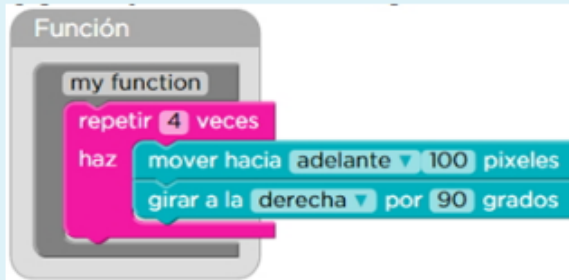 Función
my function
repetir 4 veces
haz mover hacia adelante 100 pixeles
girar a la derecha por 90 grados